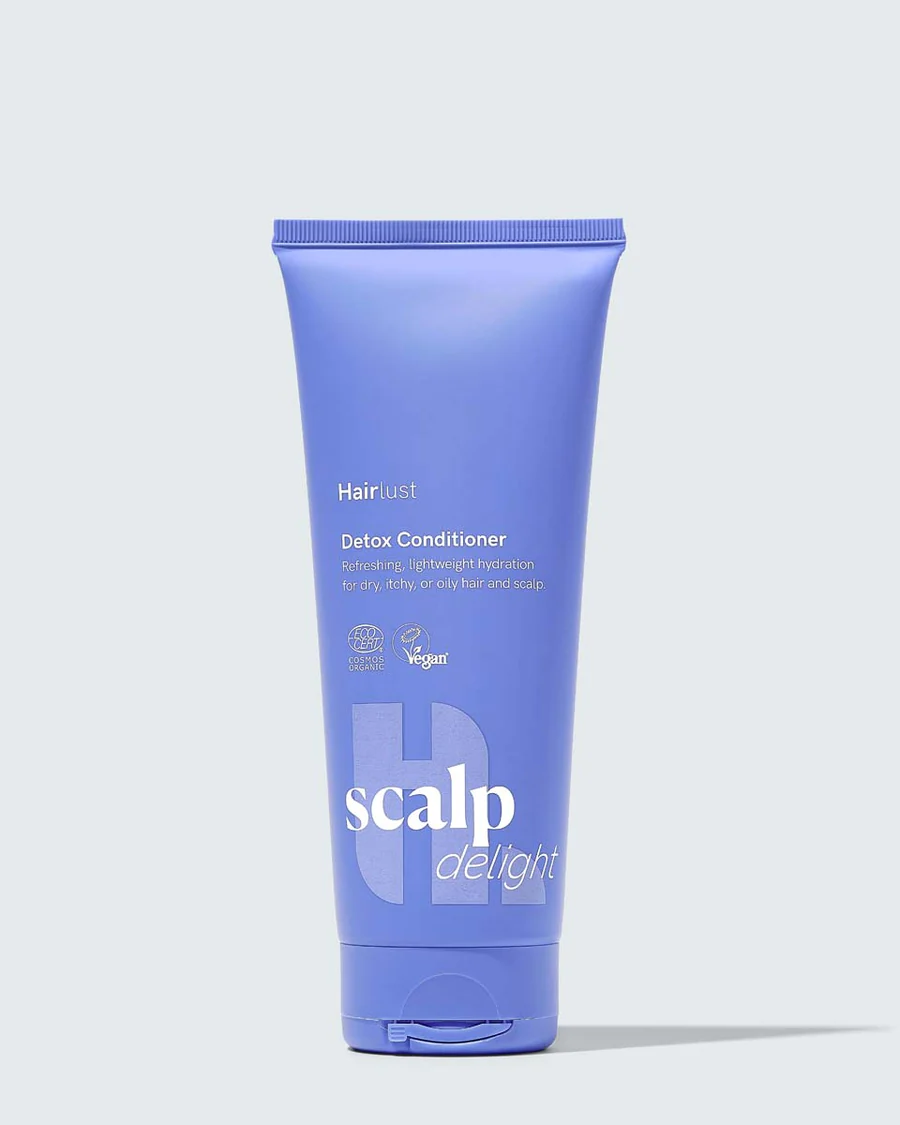 Hairlust
Detox Conditioner
Refreshing, lightweight hydration
for dry, itchy, or oily hair and scalp.
ECO
CERT®
COSMOS
ORGANIC
Vegan
H
scalp
delight